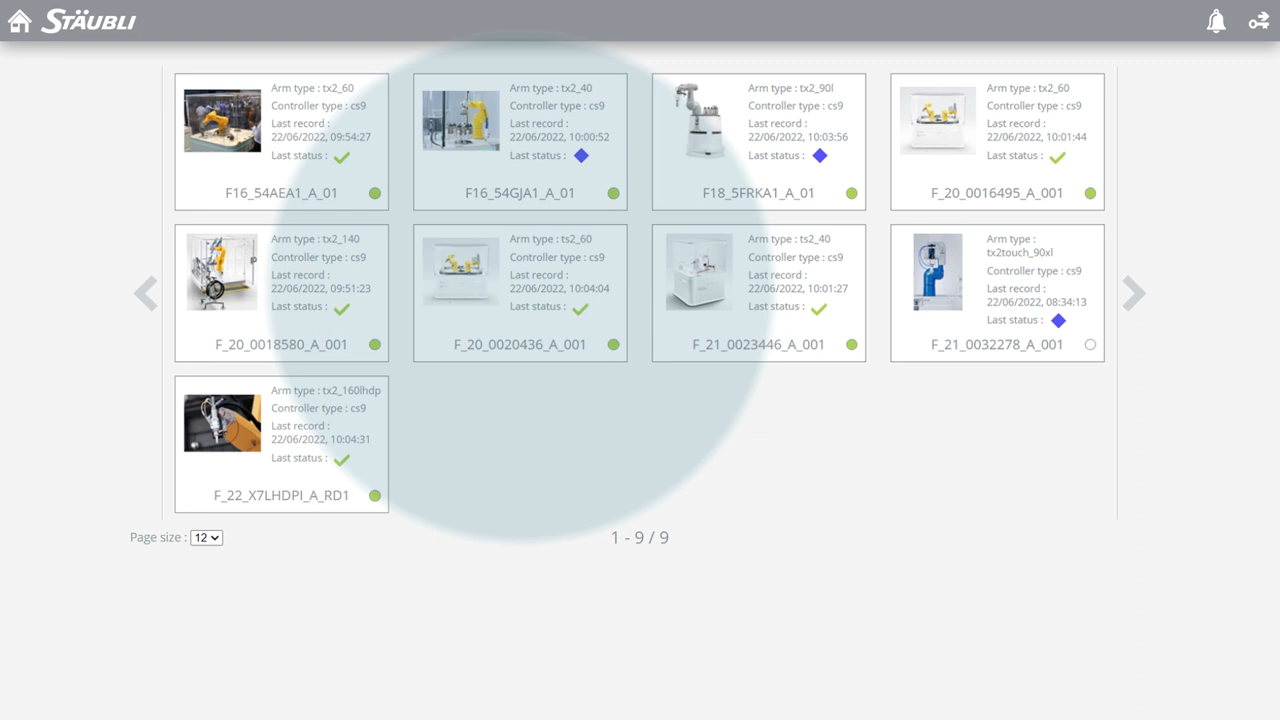 STÄUBLI
Arm type : tx2_60
Controller type : cs9
Last record :
22/06/2022, 09:54:27
Last status :
F16_54AEA1_A_01
Arm type : tx2_40
Controller type : cs9
Last record :
22/06/2022, 10:00:52
Last status :
F16_54GJA1_A_01
Arm type : tx2_90l
Controller type : cs9
Last record :
22/06/2022, 10:03:56
Last status :
F18_5FRKA1_A_01
Arm type : tx2_60
Controller type : cs9
Last record :
22/06/2022, 10:01:44
Last status :
F_20_0016495_A_001
Arm type : tx2_140
Controller type : cs9
Last record :
22/06/2022, 09:51:23
Last status :
F_20_0018580_A_001
Arm type : ts2_60
Controller type : cs9
Last record :
22/06/2022, 10:04:04
Last status :
F_20_0020436_A_001
Arm type : ts2_40
Controller type : cs9
Last record :
22/06/2022, 10:01:27
Last status :
F_21_0023446_A_001
Arm type :
tx2touch_90xl
Controller type : cs9
Last record :
22/06/2022, 08:34:13
Last status :
F_21_0032278_A_001
Arm type : tx2_160lhdp
Controller type : cs9
Last record :
22/06/2022, 10:04:31
Last status :
F_22_X7LHDPI_A_RD1
Page size : 12
1 - 9 / 9